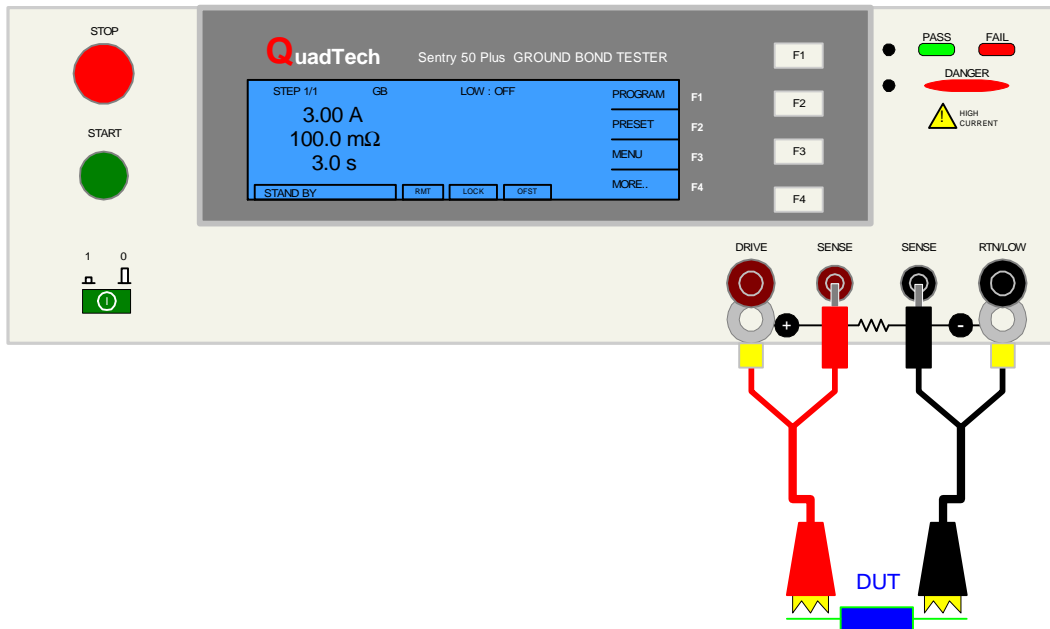 STOP
START
1 0
QuadTech
Sentry 50 Plus GROUND BOND TESTER
STEP 1/1 GB LOW : OFF
3.00 A
100.0 mΩ
3.0 s
STAND BY RMT LOCK OFST
PROGRAM F1
PRESET F2
MENU F3
MORE.. F4
F1
F2
F3
F4
PASS FAIL
DANGER
! HIGH
CURRENT
DRIVE SENSE SENSE RTN/LOW
+ -
DUT